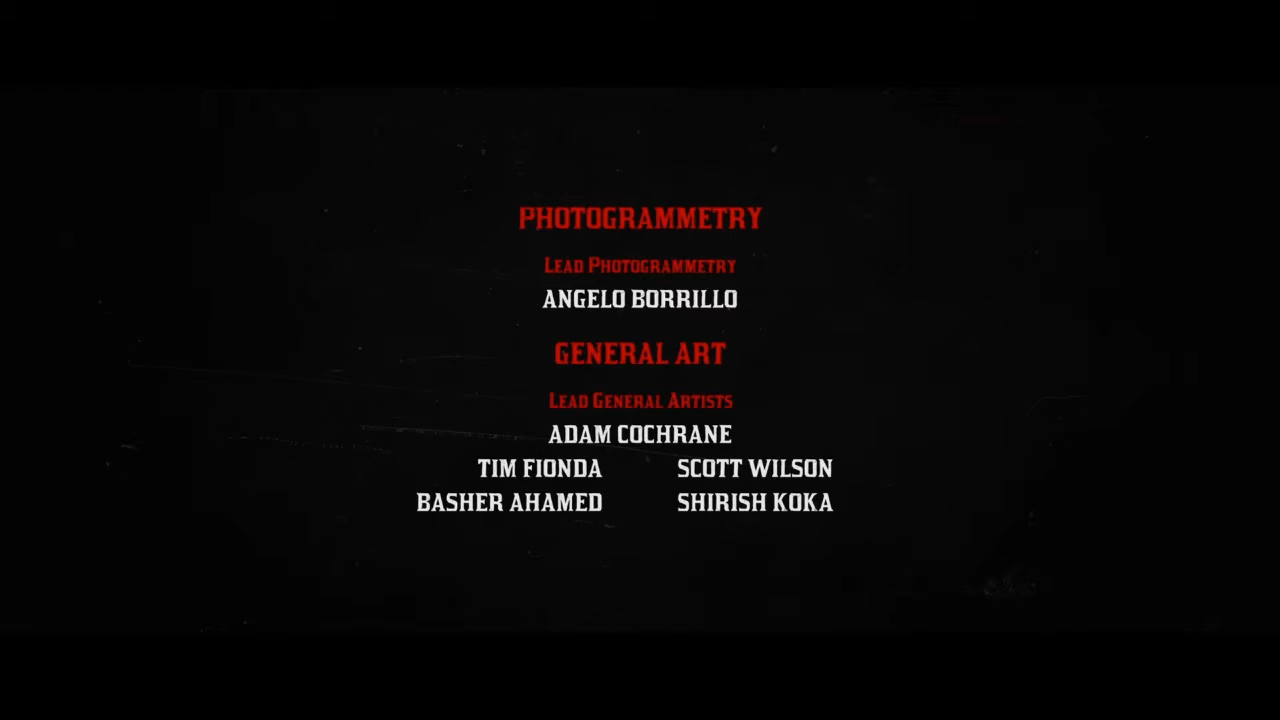 PHOTOGRAMMETRY
LEAD PHOTOGRAMMETRY
ANGELO BORRILLO
GENERAL ART
LEAD GENERAL ARTISTS
ADAM COCHRANE
TIM FIONDA SCOTT WILSON
BASHER AHAMED SHIRISH KOKA